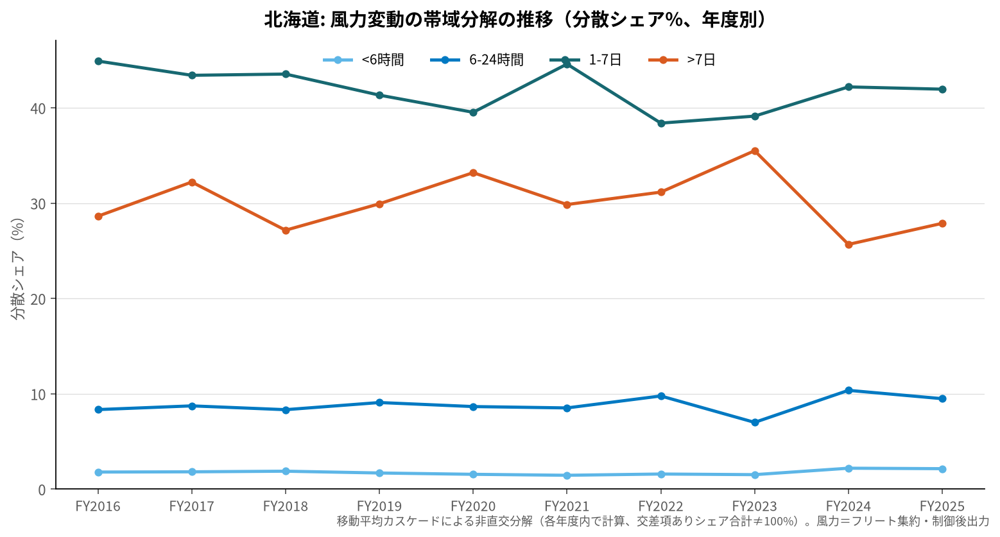 北海道: 風力変動の帯域分解の推移（分散シェア%、年度別）
<6時間 6-24時間 1-7日 >7日
分散シェア（%）
40
30
20
10
0
FY2016 FY2017 FY2018 FY2019 FY2020 FY2021 FY2022 FY2023 FY2024 FY2025
移動平均カスケードによる非直交分解（各年度内で計算、交差項ありシェア合計≠100%）。風力＝フリート集約・制御後出力